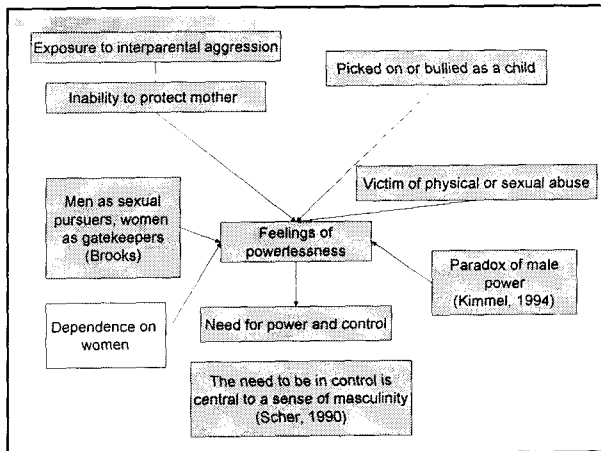 Exposure to interparental aggression
Picked on or bullied as a child
Inability to protect mother
Victim of physical or sexual abuse
Men as sexual
pursuers, women
as gatekeepers
(Brooks)
Feelings of
powerlessness
Paradox of male
power
(Kimmel, 1994)
Dependence on
women
Need for power and control
The need to be in control is
central to a sense of masculinity
(Scher, 1990)